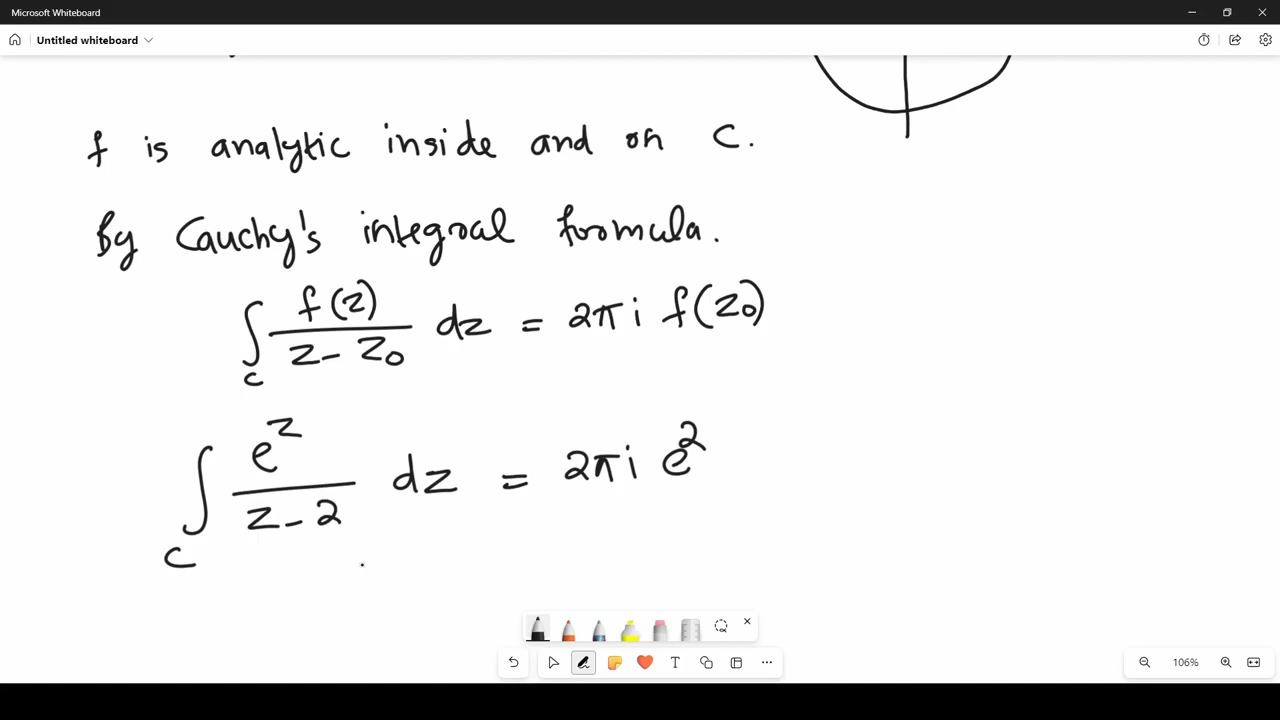 Microsoft Whiteboard
Untitled whiteboard
f is analytic inside and on C.
By Cauchy's integral formula.
∫_C f(z)/(z - z₀) dz = 2πi f(z₀)
∫_C e^z/(z - 2) dz = 2πi e²
106%